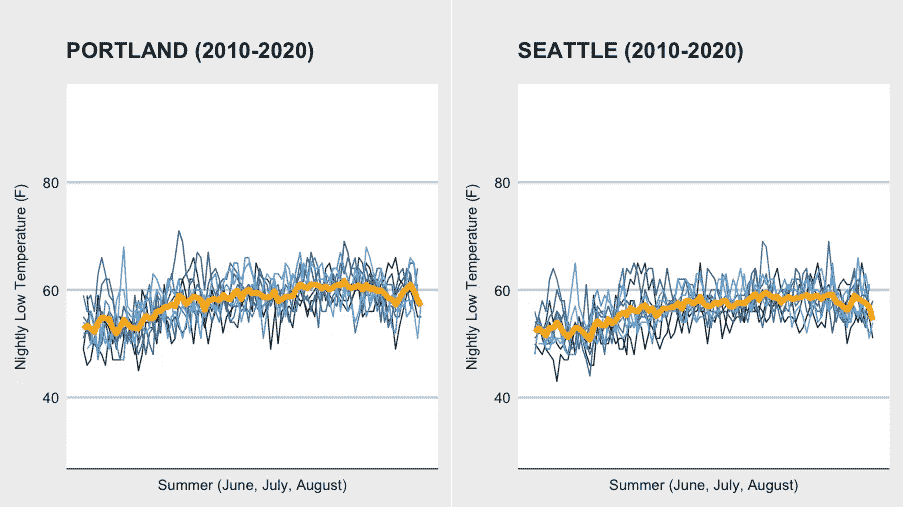 PORTLAND (2010-2020)
Nightly Low Temperature (F)
80
60
40
Summer (June, July, August)
SEATTLE (2010-2020)
Nightly Low Temperature (F)
80
60
40
Summer (June, July, August)